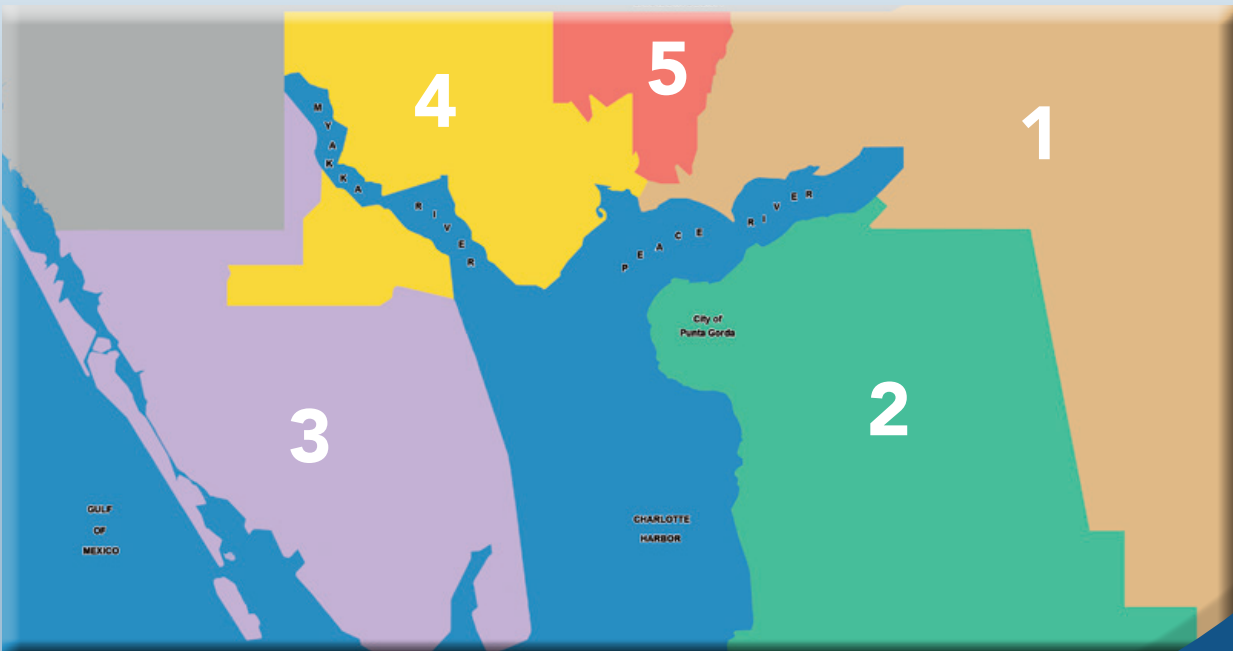 5
4
1
MYAKKA
RIVER
PEACE
RIVER
City of
Punta Gorda
2
3
GULF
OF
MEXICO
CHARLOTTE
HARBOR